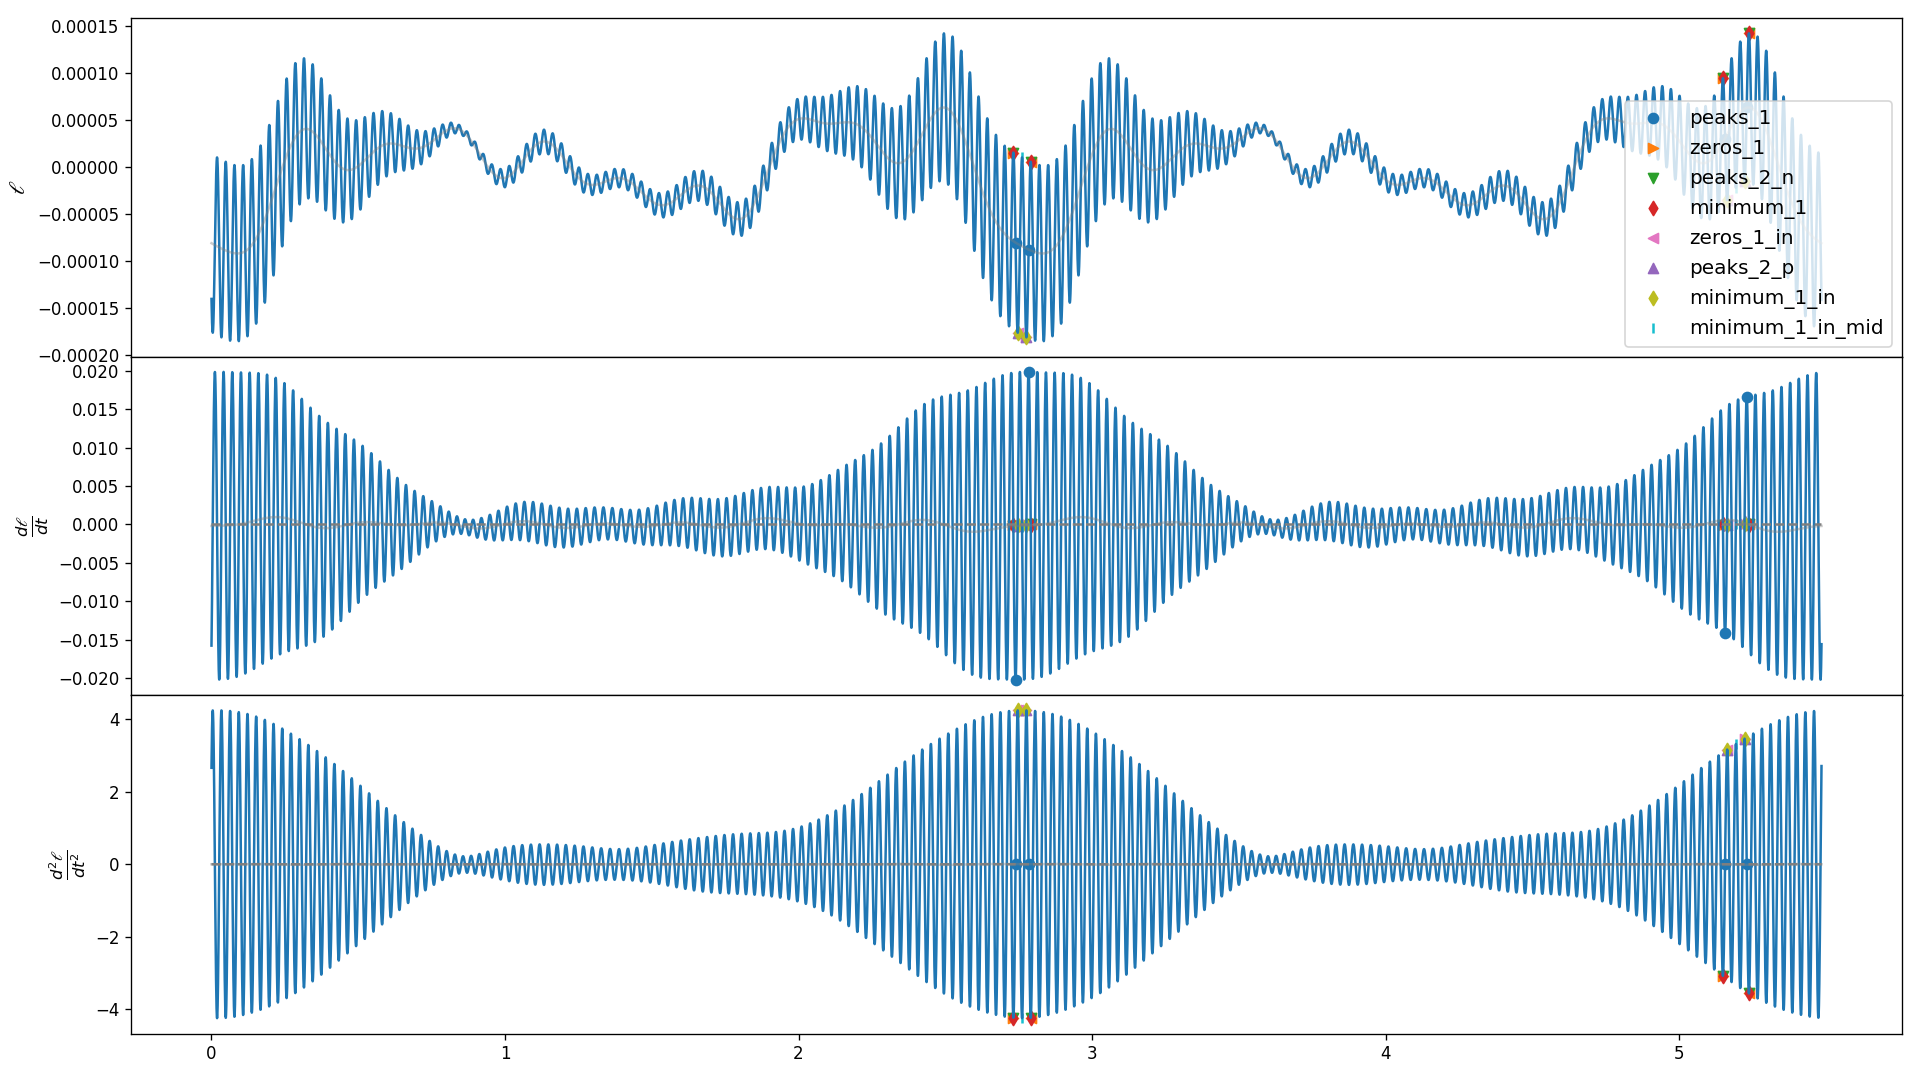 0.00015
0.00010
0.00005
0.00000
−0.00005
−0.00010
−0.00015
−0.00020
ℓ
peaks_1
zeros_1
peaks_2_n
minimum_1
zeros_1_in
peaks_2_p
minimum_1_in
minimum_1_in_mid
0.020
0.015
0.010
0.005
0.000
−0.005
−0.010
−0.015
−0.020
dℓ
dt
4
2
0
−2
−4
d²ℓ
dt²
0 1 2 3 4 5